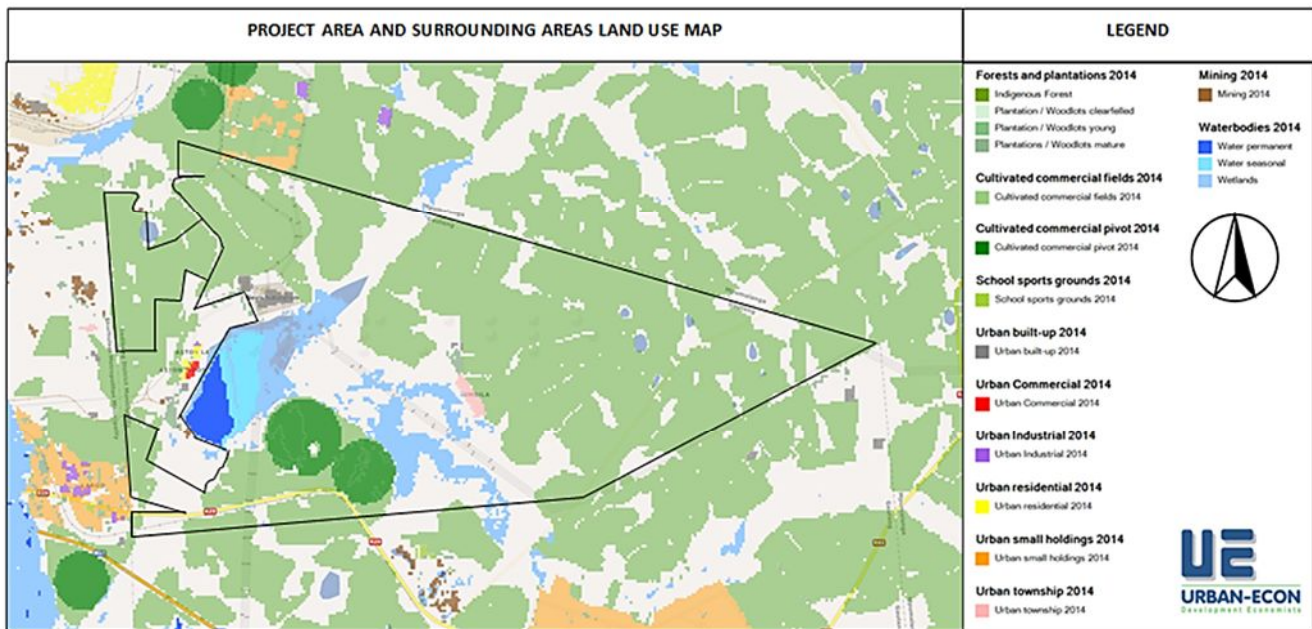 PROJECT AREA AND SURROUNDING AREAS LAND USE MAP
LEGEND
Forests and plantations 2014
Indigenous Forest
Plantation / Woodlots clearfelled
Plantation / Woodlots young
Plantations / Woodlots mature
Cultivated commercial fields 2014
Cultivated commercial fields 2014
Cultivated commercial pivot 2014
Cultivated commercial pivot 2014
School sports grounds 2014
School sports grounds 2014
Urban built-up 2014
Urban built-up 2014
Urban Commercial 2014
Urban Commercial 2014
Urban Industrial 2014
Urban Industrial 2014
Urban residential 2014
Urban residential 2014
Urban small holdings 2014
Urban small holdings 2014
Urban township 2014
Urban township 2014
Mining 2014
Mining 2014
Waterbodies 2014
Water permanent
Water seasonal
Wetlands
UE
URBAN-ECON
Development Economists
R29
R29